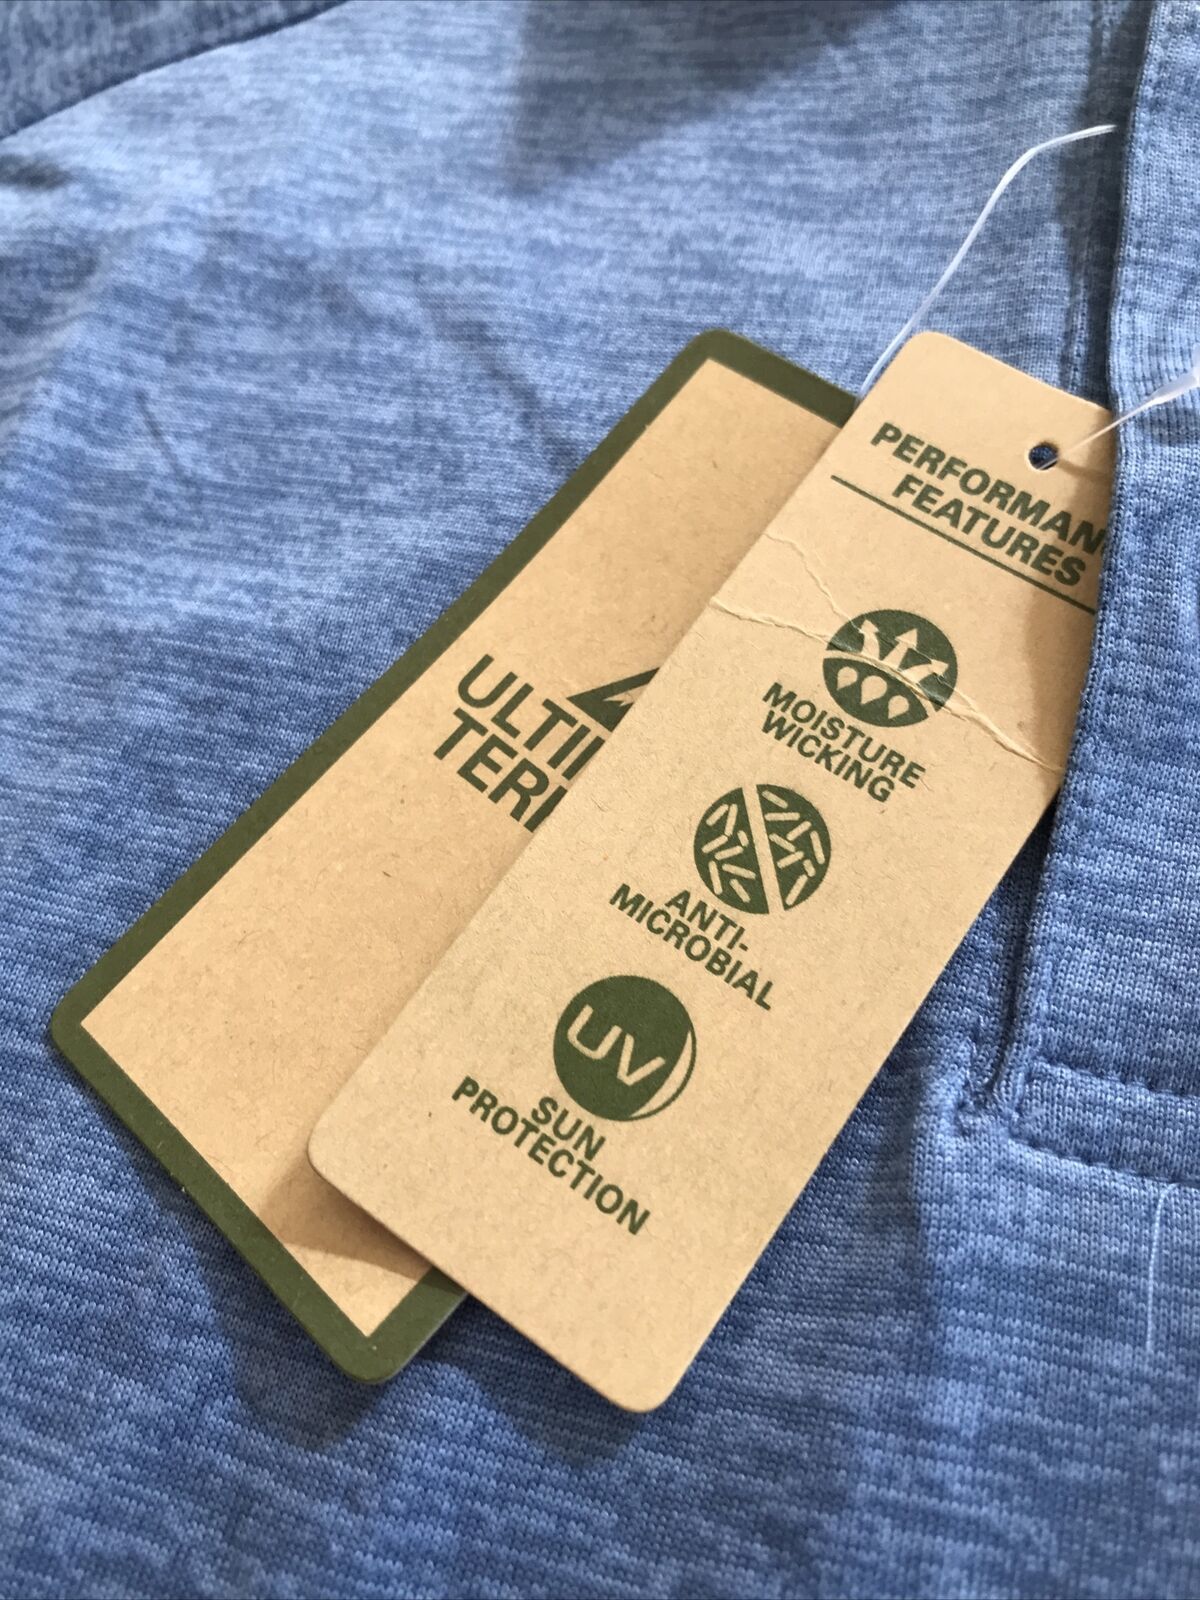 PERFORMAN
FEATURES
MOISTURE
WICKING
ANTI-
MICROBIAL
UV
SUN
PROTECTION
ULTI
TER